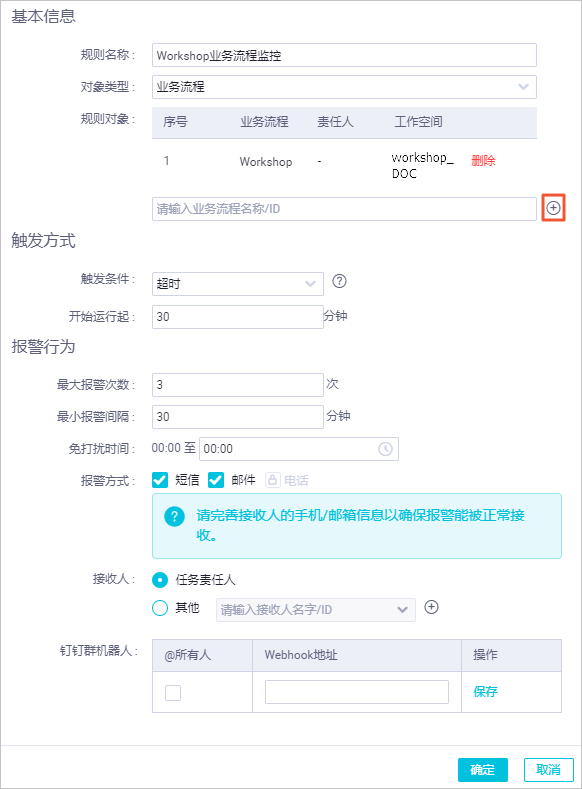 基本信息
规则名称： Workshop业务流程监控
对象类型： 业务流程
规则对象： 序号 业务流程 责任人 工作空间
1 Workshop - workshop_ 删除
DOC
请输入业务流程名称/ID
触发方式
触发条件： 超时
开始运行起： 30 分钟
报警行为
最大报警次数： 3 次
最小报警间隔： 30 分钟
免打扰时间： 00:00 至 00:00
报警方式： 短信 邮件 电话
请完善接收人的手机/邮箱信息以确保报警能被正常接
收。
接收人： 任务责任人
其他 请输入接收人名字/ID
钉钉群机器人： @所有人 Webhook地址 操作
保存
确定 取消